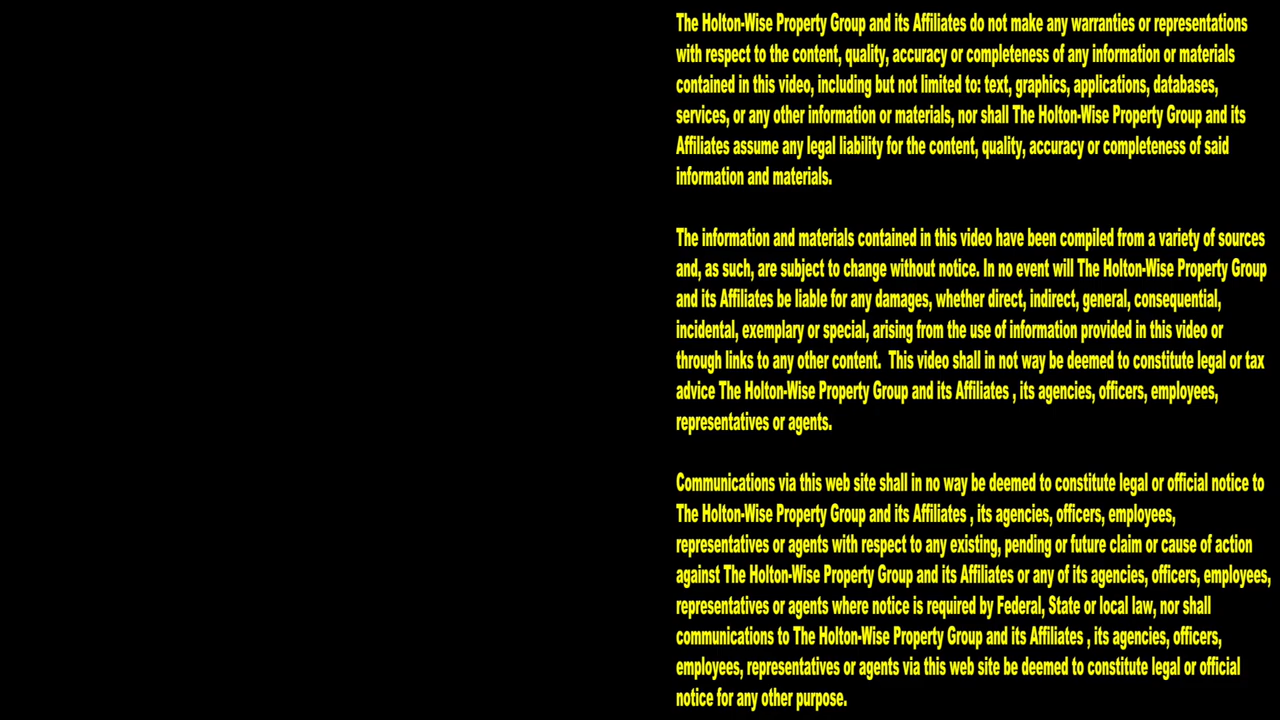 The Holton-Wise Property Group and its Affiliates do not make any warranties or representations
with respect to the content, quality, accuracy or completeness of any information or materials
contained in this video, including but not limited to: text, graphics, applications, databases,
services, or any other information or materials, nor shall The Holton-Wise Property Group and its
Affiliates assume any legal liability for the content, quality, accuracy or completeness of said
information and materials.
The information and materials contained in this video have been compiled from a variety of sources
and, as such, are subject to change without notice. In no event will The Holton-Wise Property Group
and its Affiliates be liable for any damages, whether direct, indirect, general, consequential,
incidental, exemplary or special, arising from the use of information provided in this video or
through links to any other content.  This video shall in not way be deemed to constitute legal or tax
advice The Holton-Wise Property Group and its Affiliates , its agencies, officers, employees,
representatives or agents.
Communications via this web site shall in no way be deemed to constitute legal or official notice to
The Holton-Wise Property Group and its Affiliates , its agencies, officers, employees,
representatives or agents with respect to any existing, pending or future claim or cause of action
against The Holton-Wise Property Group and its Affiliates or any of its agencies, officers, employees,
representatives or agents where notice is required by Federal, State or local law, nor shall
communications to The Holton-Wise Property Group and its Affiliates , its agencies, officers,
employees, representatives or agents via this web site be deemed to constitute legal or official
notice for any other purpose.